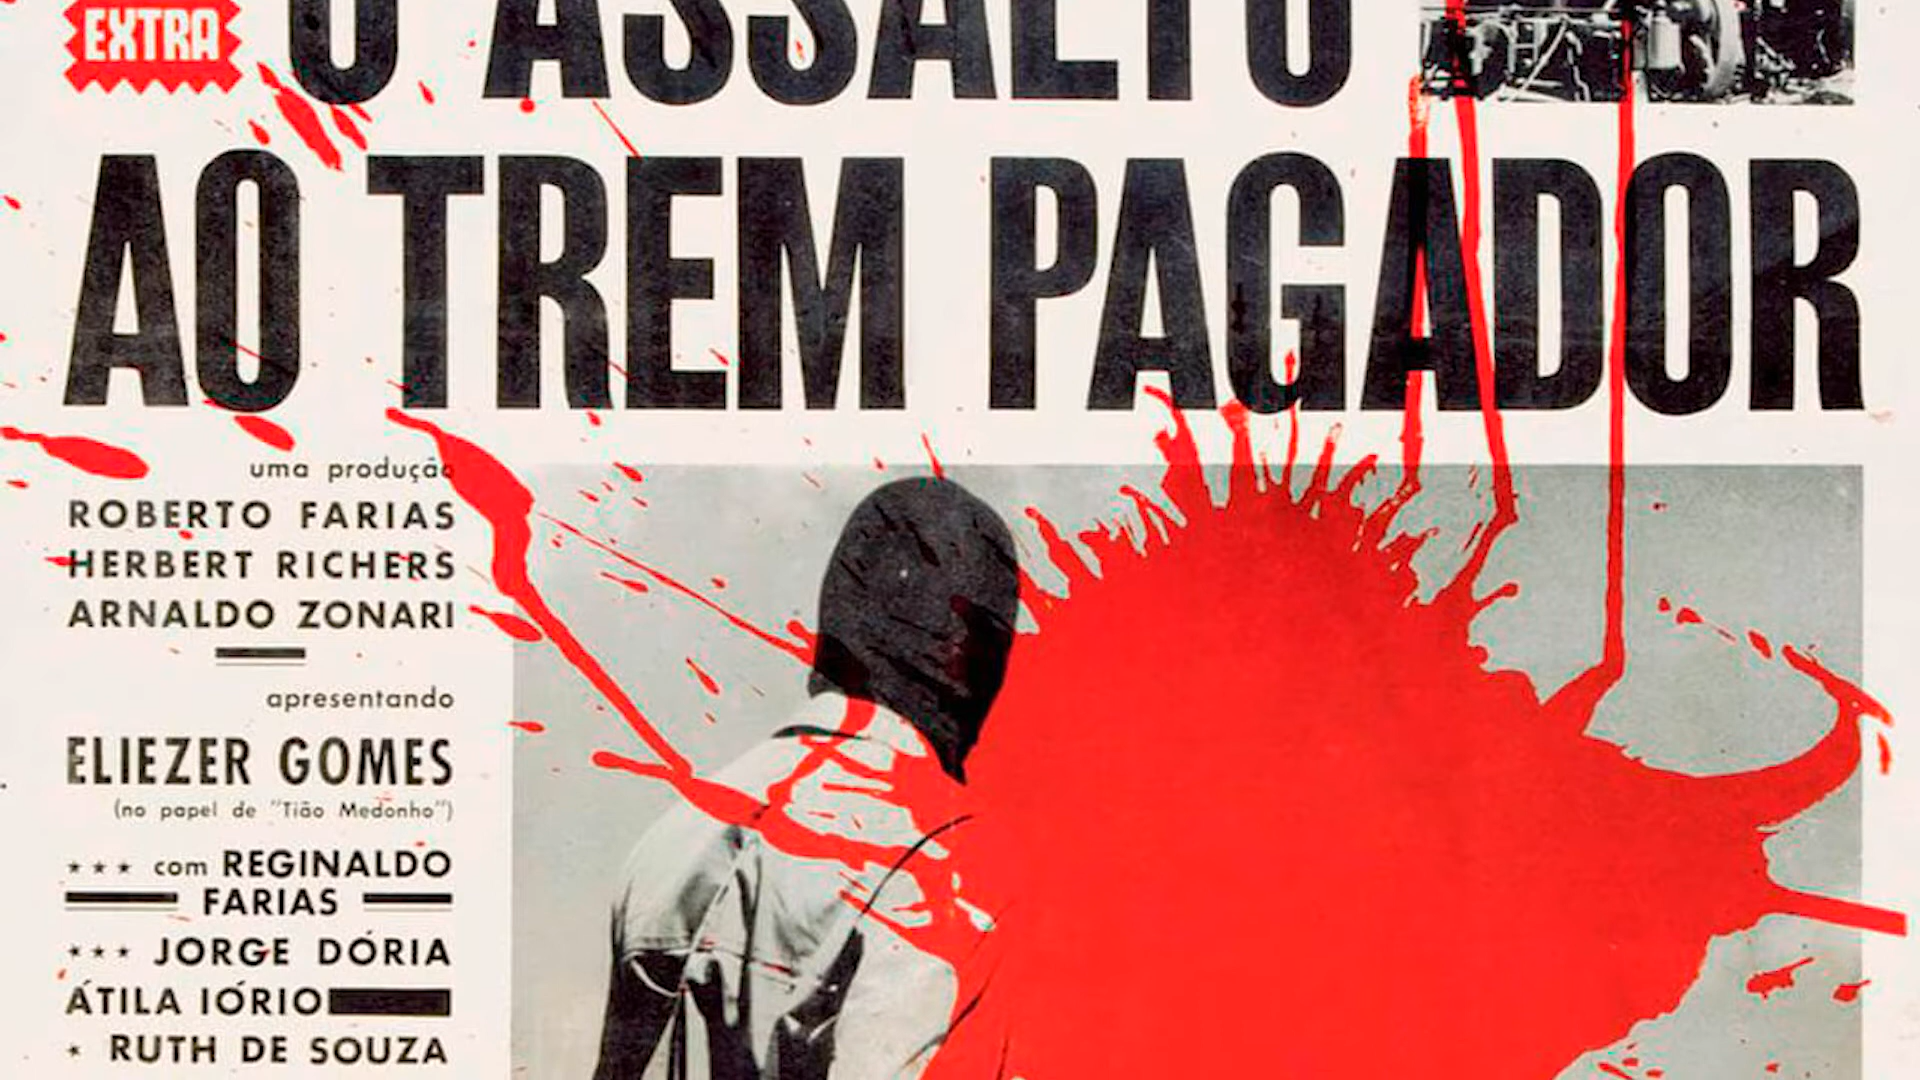 EXTRA
O ASSALTO
AO TREM PAGADOR
uma produção
ROBERTO FARIAS
HERBERT RICHERS
ARNALDO ZONARI
apresentando
ELIEZER GOMES
(no papel de "Tião Medonho")
com REGINALDO
FARIAS
JORGE DÓRIA
ÁTILA IÓRIO
RUTH DE SOUZA